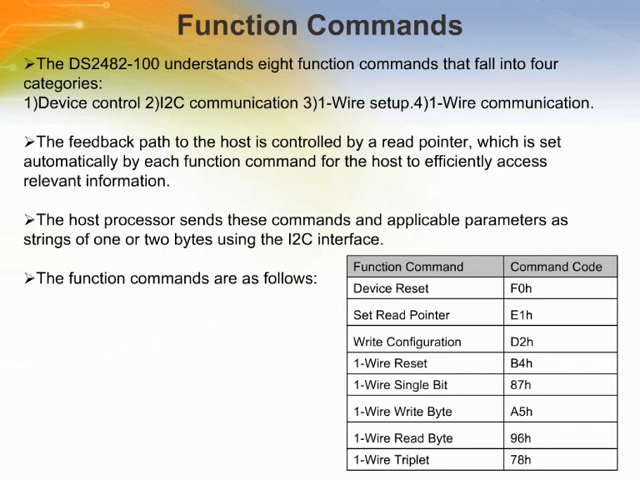 Function Commands
➢The DS2482-100 understands eight function commands that fall into four
categories:
1)Device control 2)I2C communication 3)1-Wire setup.4)1-Wire communication.
➢The feedback path to the host is controlled by a read pointer, which is set
automatically by each function command for the host to efficiently access
relevant information.
➢The host processor sends these commands and applicable parameters as
strings of one or two bytes using the I2C interface.
➢The function commands are as follows:
Function Command Command Code
Device Reset F0h
Set Read Pointer E1h
Write Configuration D2h
1-Wire Reset B4h
1-Wire Single Bit 87h
1-Wire Write Byte A5h
1-Wire Read Byte 96h
1-Wire Triplet 78h